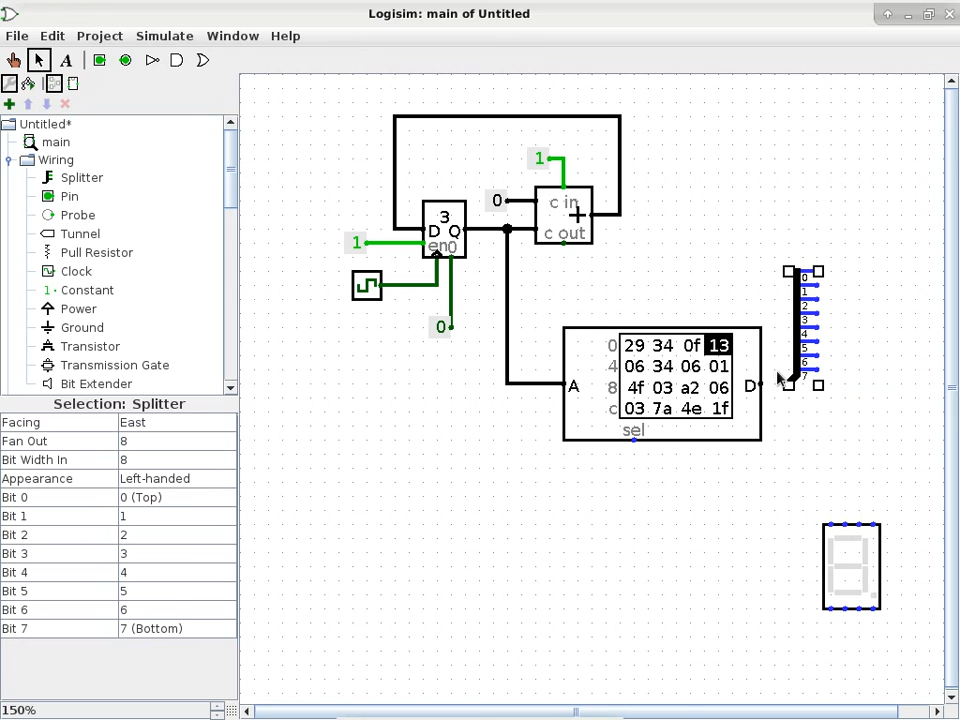 Logisim: main of Untitled
File Edit Project Simulate Window Help
A
Untitled*
main
Wiring
Splitter
Pin
Probe
Tunnel
Pull Resistor
Clock
1 Constant
Power
Ground
Transistor
Transmission Gate
Bit Extender
Selection: Splitter
Facing East
Fan Out 8
Bit Width In 8
Appearance Left-handed
Bit 0 0 (Top)
Bit 1 1
Bit 2 2
Bit 3 3
Bit 4 4
Bit 5 5
Bit 6 6
Bit 7 7 (Bottom)
150%
1
0 c in
3 +
D Q c out
1 en 0
0
0 29 34 0f 13
4 06 34 06 01
A 8 4f 03 a2 06 D
c 03 7a 4e 1f
sel
0
1
2
3
4
5
6
7